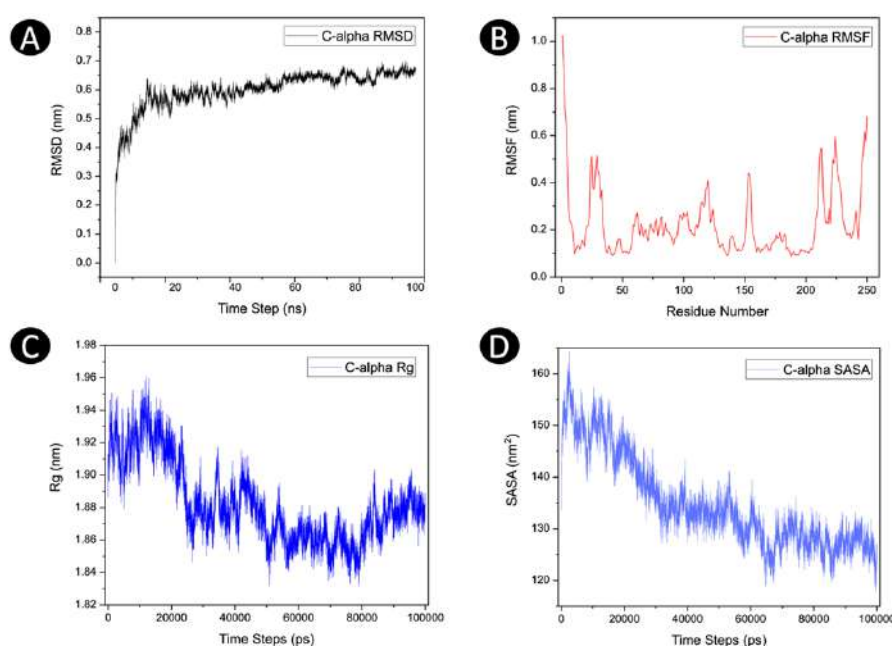 A
C-alpha RMSD
RMSD (nm)
1.0
0.9
0.8
0.7
0.6
0.5
0.4
0.3
0.2
0.1
0.0
0 20 40 60 80 100
Time Step (ns)
B
C-alpha RMSF
RMSF (nm)
1.0
0.8
0.6
0.4
0.2
0.0
0 50 100 150 200 250
Residue Number
C
C-alpha Rg
Rg (nm)
1.98
1.96
1.94
1.92
1.90
1.88
1.86
1.84
1.82
0 20000 40000 60000 80000 100000
Time Steps (ps)
D
C-alpha SASA
SASA (nm²)
160
150
140
130
120
0 20000 40000 60000 80000 100000
Time Steps (ps)